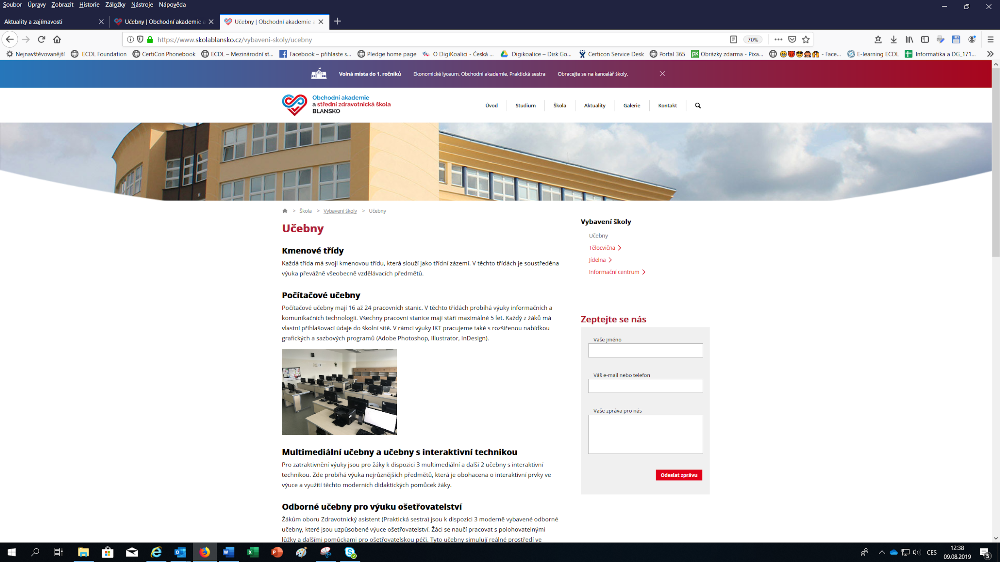 Soubor Úpravy Zobrazit Historie Záložky Nástroje Nápověda
Aktuality a zajímavosti
Učebny | Obchodní akademie a
Učebny | Obchodní akademie a
https://www.skolablansko.cz/vybaveni-skoly/ucebny
70%
Nejnavštěvovanější ECDL Foundation CertiCon Phonebook ECDL – Mezinárodní st... Facebook – přihlaste s... Pledge home page O DigiKoalici - Česká ... Digikoalice – Disk Go... Certicon Service Desk Portal 365 Obrázky zdarma - Pixa... - Face... E-learning ECDL Informatika a DG_171...
Volná místa do 1. ročníků Ekonomické lyceum, Obchodní akademie, Praktická sestra Obracejte se na kancelář školy.
Obchodní akademie
a střední zdravotnická škola
BLANSKO
Úvod Studium Škola Aktuality Galerie Kontakt
> Škola > Vybavení školy > Učebny
Učebny
Kmenové třídy
Každá třída má svoji kmenovou třídu, která slouží jako třídní zázemí. V těchto třídách je soustředěna
výuka převážně všeobecně vzdělávacích předmětů.
Počítačové učebny
Počítačové učebny mají 16 až 24 pracovních stanic. V těchto třídách probíhá výuky informačních a
komunikačních technologií. Všechny pracovní stanice mají stáří maximálně 5 let. Každý z žáků má
vlastní přihlašovací údaje do školní sítě. V rámci výuky IKT pracujeme také s rozšířenou nabídkou
grafických a sazbových programů (Adobe Photoshop, Illustrator, InDesign).
Multimediální učebny a učebny s interaktivní technikou
Pro zatraktivnění výuky jsou pro žáky k dispozici 3 multimediální a další 2 učebny s interaktivní
technikou. Zde probíhá výuka nejrůznějších předmětů, která je obohacena o interaktivní prvky ve
výuce a využití těchto moderních didaktických pomůcek žáky.
Odborné učebny pro výuku ošetřovatelství
Žákům oboru Zdravotnický asistent (Praktická sestra) jsou k dispozici 3 moderně vybavené odborné
učebny, které jsou uzpůsobené výuce ošetřovatelství. Žáci se naučí pracovat s polohovatelnými
lůžky a dalšími pomůckami pro ošetřovatelskou péči. Tyto učebny simulují reálné prostředí ve
Vybavení školy
Učebny
Tělocvična
Jídelna
Informační centrum
Zeptejte se nás
Vaše jméno
Váš e-mail nebo telefon
Vaše zpráva pro nás
Odeslat zprávu
CES
12:38
09.08.2019
5